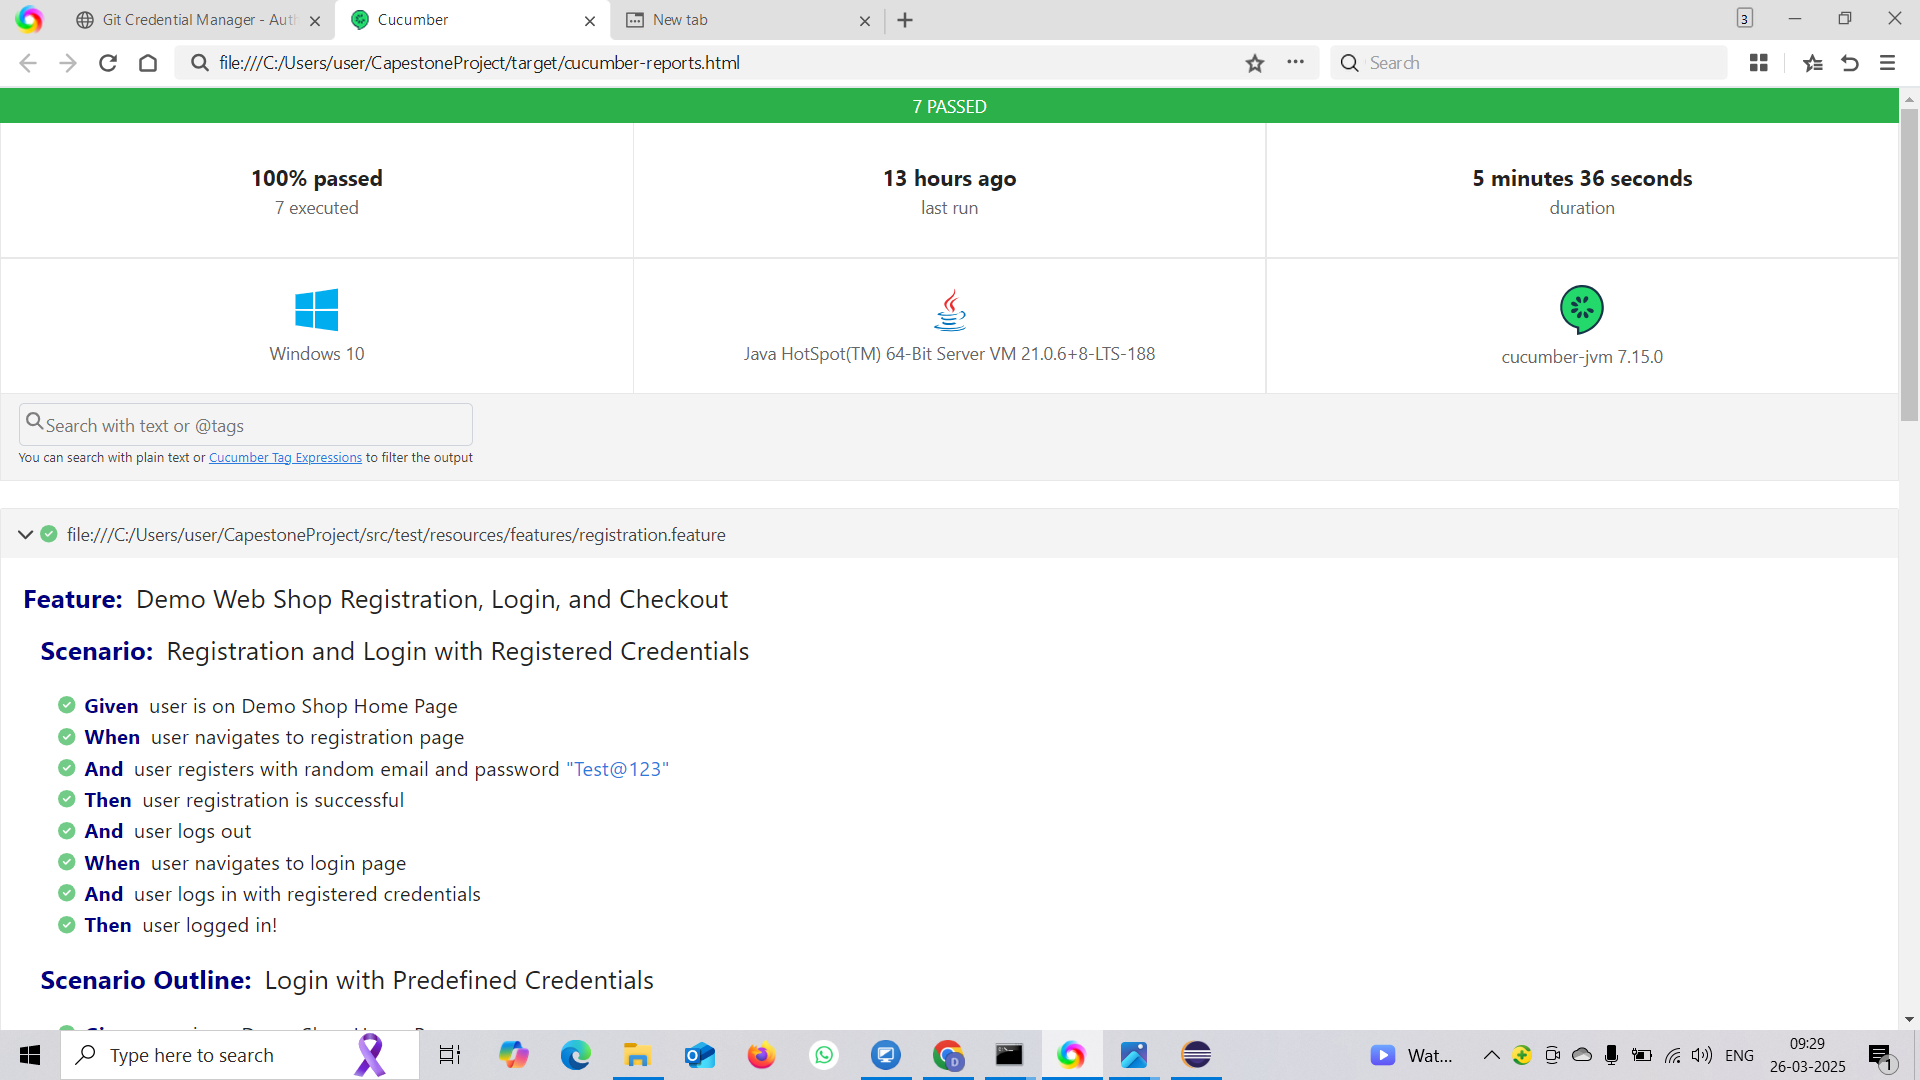 Git Credential Manager - Auth
Cucumber
New tab
3
file:///C:/Users/user/CapestoneProject/target/cucumber-reports.html
Search
7 PASSED
100% passed
7 executed
13 hours ago
last run
5 minutes 36 seconds
duration
Windows 10
Java HotSpot(TM) 64-Bit Server VM 21.0.6+8-LTS-188
cucumber-jvm 7.15.0
Search with text or @tags
You can search with plain text or Cucumber Tag Expressions to filter the output
file:///C:/Users/user/CapestoneProject/src/test/resources/features/registration.feature
Feature: Demo Web Shop Registration, Login, and Checkout
Scenario: Registration and Login with Registered Credentials
Given user is on Demo Shop Home Page
When user navigates to registration page
And user registers with random email and password "Test@123"
Then user registration is successful
And user logs out
When user navigates to login page
And user logs in with registered credentials
Then user logged in!
Scenario Outline: Login with Predefined Credentials
Type here to search
D
Wat...
ENG
09:29
26-03-2025
1